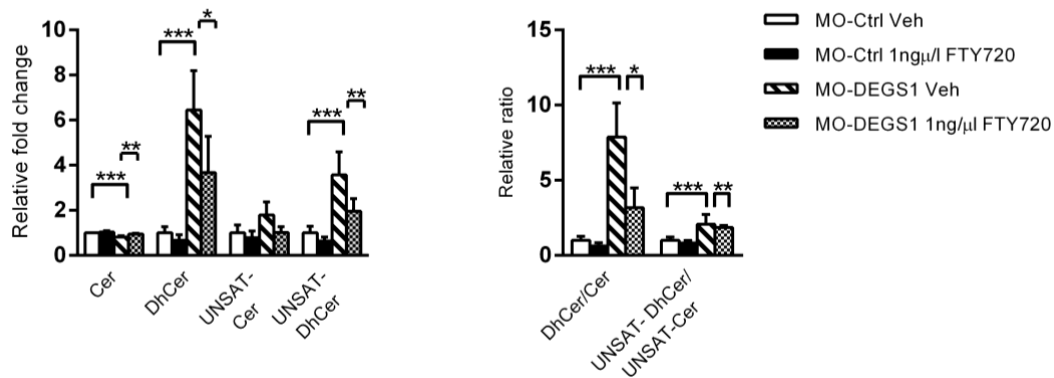 Relative fold change
10
8
6
4
2
0
***
**
***
*
***
**
Cer
DhCer
UNSAT-
Cer
UNSAT-
DhCer
Relative ratio
15
10
5
0
***
*
***
**
DhCer/Cer
UNSAT- DhCer/
UNSAT-Cer
MO-Ctrl Veh
MO-Ctrl 1ngμ/l FTY720
MO-DEGS1 Veh
MO-DEGS1 1ng/μl FTY720